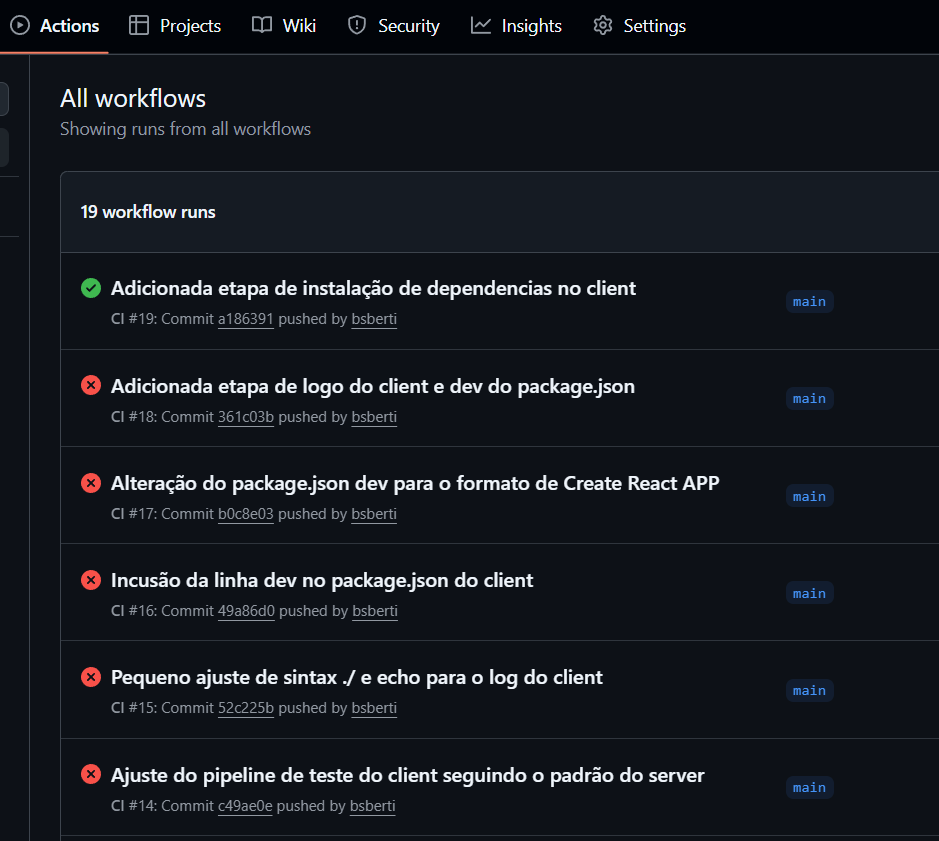 Actions Projects Wiki Security Insights Settings
All workflows
Showing runs from all workflows
19 workflow runs
Adicionada etapa de instalação de dependencias no client
CI #19: Commit a186391 pushed by bsberti
main
Adicionada etapa de logo do client e dev do package.json
CI #18: Commit 361c03b pushed by bsberti
main
Alteração do package.json dev para o formato de Create React APP
CI #17: Commit b0c8e03 pushed by bsberti
main
Incusão da linha dev no package.json do client
CI #16: Commit 49a86d0 pushed by bsberti
main
Pequeno ajuste de sintax ./ e echo para o log do client
CI #15: Commit 52c225b pushed by bsberti
main
Ajuste do pipeline de teste do client seguindo o padrão do server
CI #14: Commit c49ae0e pushed by bsberti
main